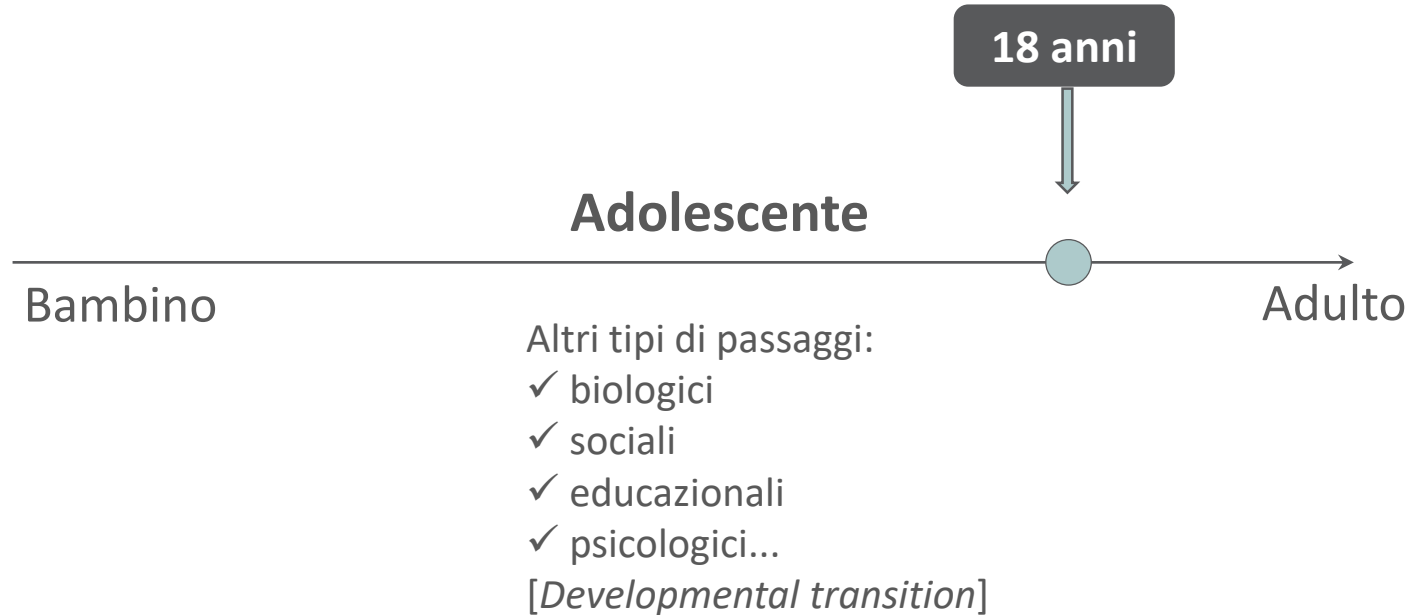 18 anni
Adolescente
Bambino
Adulto
Altri tipi di passaggi:
✓ biologici
✓ sociali
✓ educazionali
✓ psicologici...
[Developmental transition]